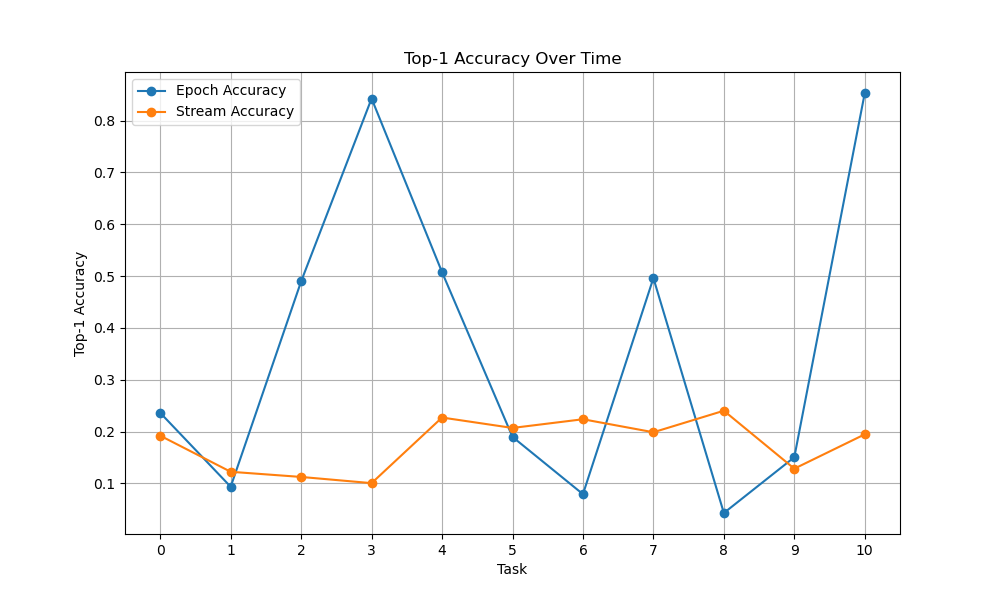 Top-1 Accuracy Over Time
Epoch Accuracy
Stream Accuracy
Top-1 Accuracy
0.8
0.7
0.6
0.5
0.4
0.3
0.2
0.1
0 1 2 3 4 5 6 7 8 9 10
Task